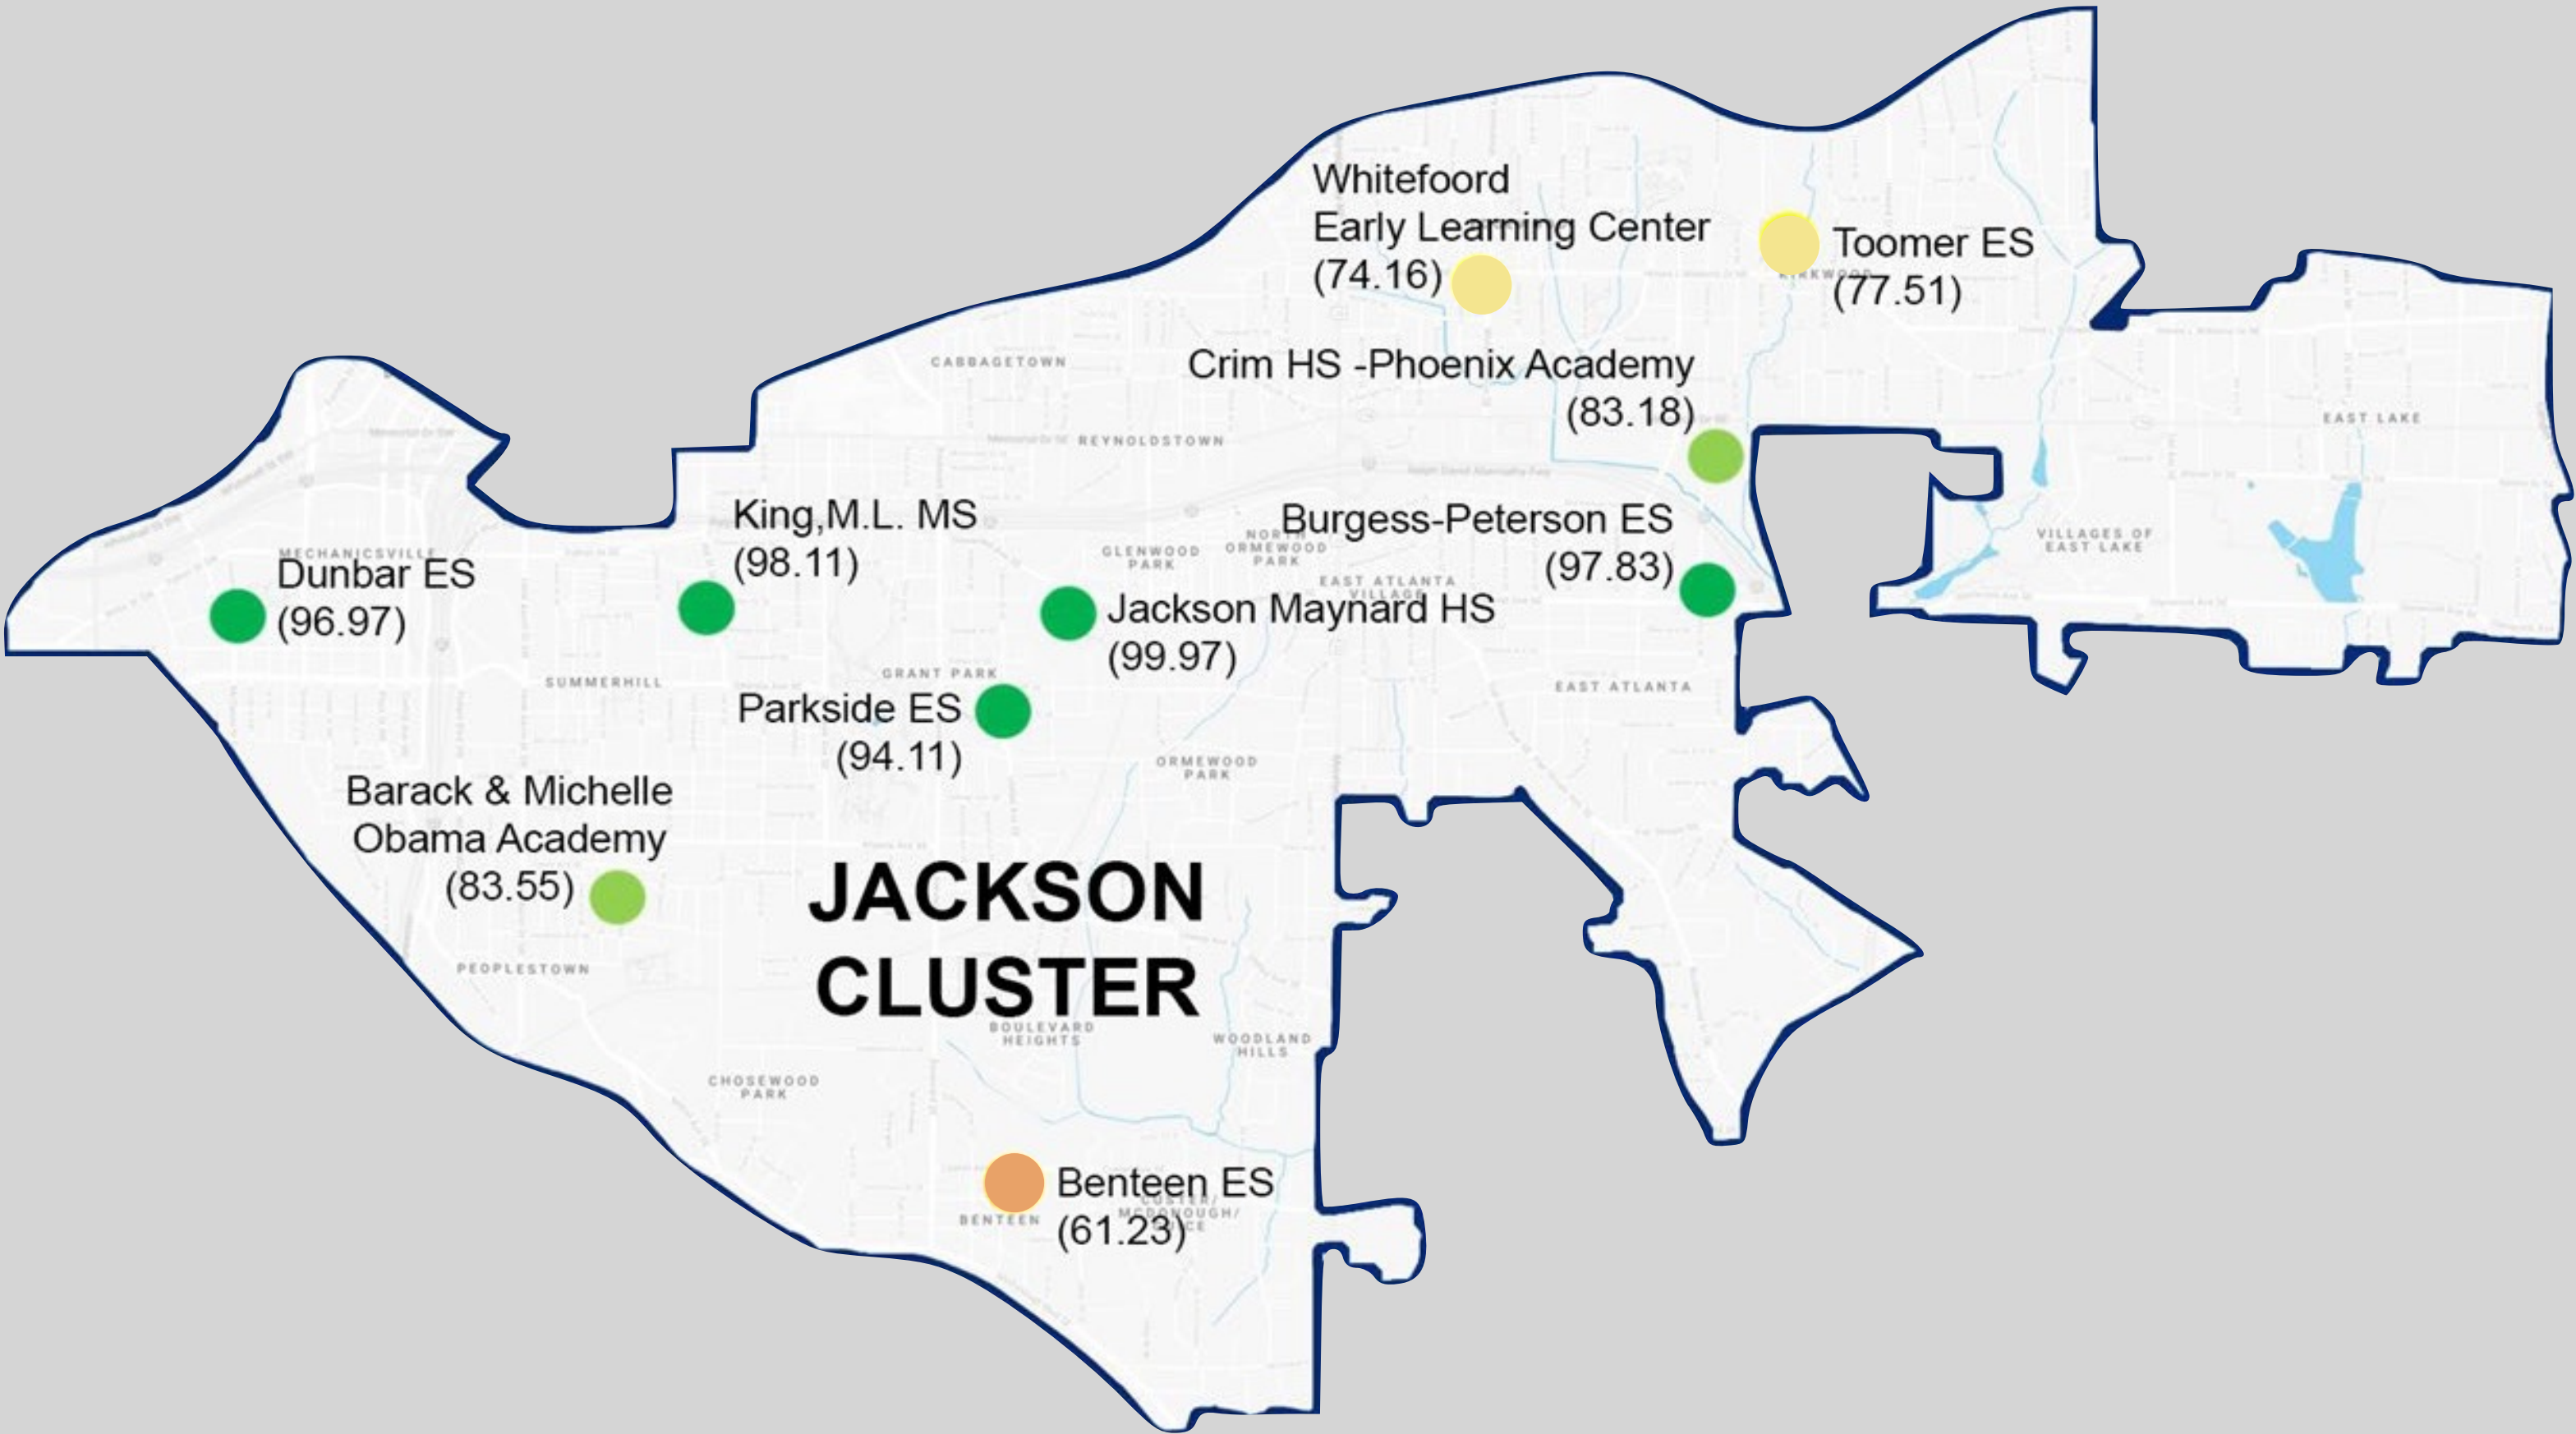 Whitefoord
Early Learning Center
(74.16)
Toomer ES
(77.51)
KIRKWOOD
Crim HS -Phoenix Academy
(83.18)
CABBAGETOWN
REYNOLDSTOWN
EAST LAKE
King,M.L. MS
(98.11)
Burgess-Peterson ES
(97.83)
MECHANICSVILLE
Dunbar ES
(96.97)
GLENWOOD
PARK
NORTH
ORMEWOOD
PARK
VILLAGES OF
EAST LAKE
EAST ATLANTA
VILLAGE
Jackson Maynard HS
(99.97)
SUMMERHILL
GRANT PARK
EAST ATLANTA
Parkside ES
(94.11)
ORMEWOOD
PARK
Barack & Michelle
Obama Academy
(83.55)
JACKSON
CLUSTER
PEOPLESTOWN
BOULEVARD
HEIGHTS
WOODLAND
HILLS
CHOSEWOOD
PARK
Benteen ES
(61.23)
BENTEEN
CUSTER/
MCDONOUGH/
GUICE